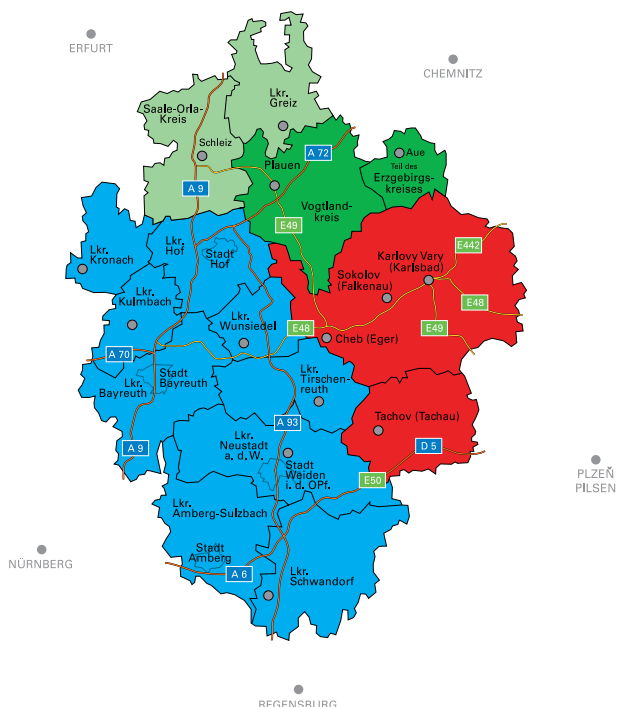 ERFURT
CHEMNITZ
Lkr.
Greiz
Saale-Orla-
Kreis
Schleiz
A 72
Aue
Teil des
Erzgebirgs-
kreises
Plauen
A 9
Vogtland-
kreis
E49
Lkr.
Kronach
Lkr.
Hof
Stadt
Hof
E442
Karlovy Vary
(Karlsbad)
Sokolov
(Falkenau)
E48
Lkr.
Kulmbach
Lkr.
Wunsiedel
E48
E49
Cheb (Eger)
A 70
Stadt
Bayreuth
Lkr.
Bayreuth
Lkr.
Tirschen-
reuth
Tachov (Tachau)
A 93
A 9
Lkr.
Neustadt
a. d. W.
D 5
Stadt
Weiden
i. d. OPf.
E50
PLZEŇ
PILSEN
Lkr.
Amberg-Sulzbach
NÜRNBERG
Stadt
Amberg
A 6
Lkr.
Schwandorf
REGENSBURG